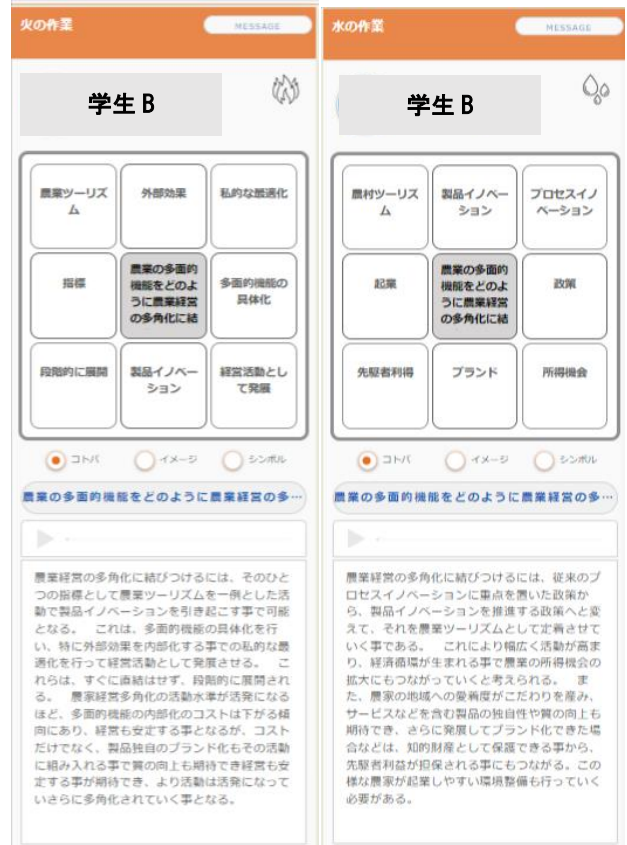 火の作業
MESSAGE
学生B
農業ツーリズ
ム
外部効果
私的な最適化
指標
農業の多面的
機能をどのよ
うに農業経営
の多角化に結
多面的機能の
具体化
段階的に展開
製品イノベー
ション
経営活動とし
て発展
コトバ
イメージ
シンボル
農業の多面的機能をどのように農業経営の多…
農業経営の多角化に結びつけるには、そのひと
つの指標として農業ツーリズムを一例とした活
動で製品イノベーションを引き起こす事で可能
となる。 これは、多面的機能の具体化を行
い、特に外部効果を内部化する事での私的な最
適化を行って経営活動として発展させる。 こ
れらは、すぐに直結はせず、段階的に展開され
る。 農家経営多角化の活動水準が活発になる
ほど、多面的機能の内部化のコストは下がる傾
向にあり、経営も安定する事となるが、コスト
だけでなく、製品独自のブランド化もその活動
に組み入れる事で質の向上も期待でき経営も安
定する事が期待でき、より活動は活発になって
いさらに多角化されていく事となる。
水の作業
MESSAGE
学生B
農村ツーリズ
ム
製品イノベー
ション
プロセスイノ
ベーション
起業
農業の多面的
機能をどのよ
うに農業経営
の多角化に結
政策
先駆者利得
ブランド
所得機会
コトバ
イメージ
シンボル
農業の多面的機能をどのように農業経営の多…
農業経営の多角化に結びつけるには、従来のプ
ロセスイノベーションに重点を置いた政策か
ら、製品イノベーションを推進する政策へと変
えて、それを農業ツーリズムとして定着させて
いく事である。 これにより幅広く活動が高ま
り、経済循環が生まれる事で農業の所得機会の
拡大にもつながっていくと考えられる。 ま
た、農家の地域への愛着度がこだわりを産み、
サービスなどを含む製品の独自性や質の向上も
期待でき、さらに発展してブランド化できた場
合などは、知的財産として保護できる事から、
先駆者利益が担保される事にもつながる。この
様な農家が起業しやすい環境整備も行っていく
必要がある。